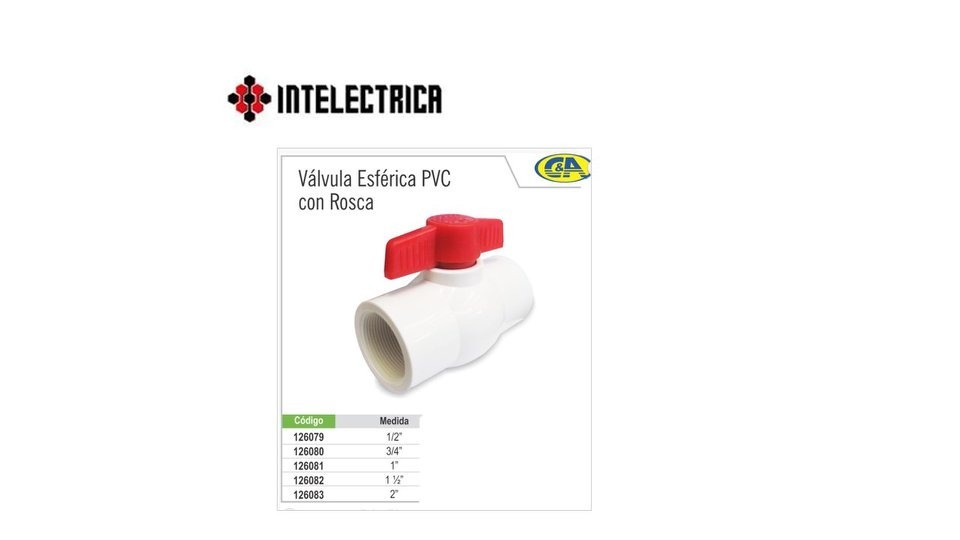 INTELECTRICA
C&A
Válvula Esférica PVC
con Rosca
Código Medida
126079 1/2”
126080 3/4”
126081 1”
126082 1 ½”
126083 2”